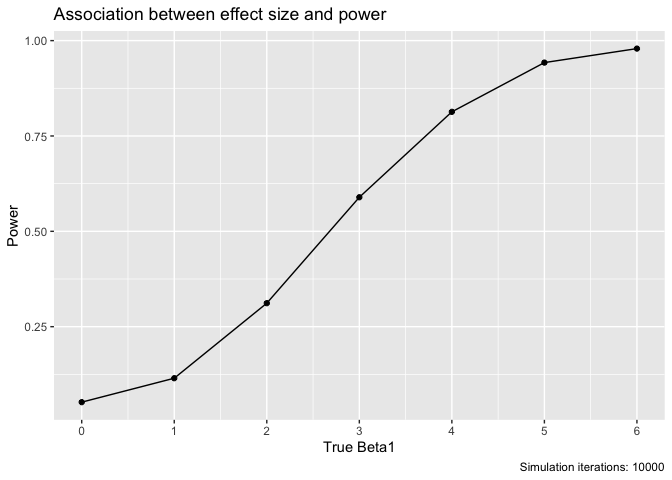 Association between effect size and power
1.00
0.75
0.50
0.25
Power
0 1 2 3 4 5 6
True Beta1
Simulation iterations: 10000